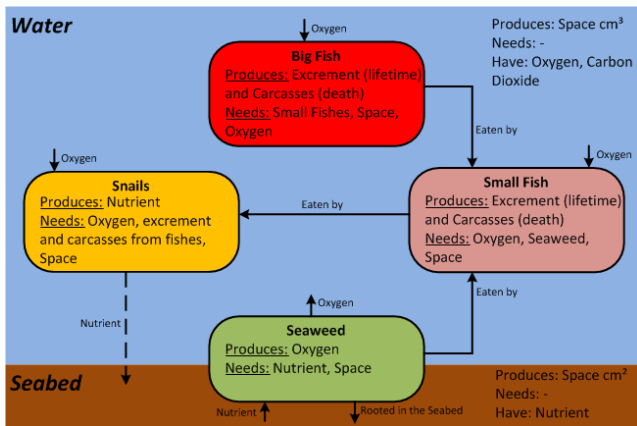 Water
Oxygen
Produces: Space cm³
Needs: -
Have: Oxygen, Carbon
Dioxide
Big Fish
Produces: Excrement (lifetime)
and Carcasses (death)
Needs: Small Fishes, Space,
Oxygen
Eaten by
Oxygen
Oxygen
Snails
Produces: Nutrient
Needs: Oxygen, excrement
and carcasses from fishes,
Space
Eaten by
Small Fish
Produces: Excrement (lifetime)
and Carcasses (death)
Needs: Oxygen, Seaweed,
Space
Eaten by
Nutrient
Oxygen
Seaweed
Produces: Oxygen
Needs: Nutrient, Space
Seabed
Produces: Space cm²
Needs: -
Have: Nutrient
Nutrient
Rooted in the Seabed